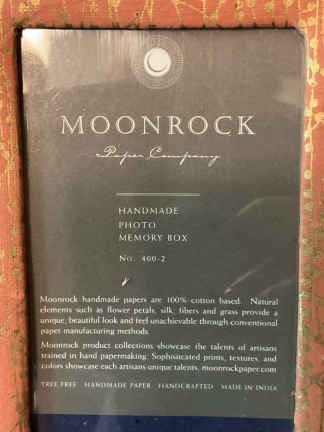 MOONROCK
Paper Company
HANDMADE
PHOTO
MEMORY BOX
No. 400-2
Moonrock handmade papers are 100% cotton based. Natural
elements such as flower petals, silk, fibers and grass provide a
unique, beautiful look and feel unachievable through conventional
paper manufacturing methods.
Moonrock product collections showcase the talents of artisans
trained in hand papermaking. Sophisticated prints, textures, and
colors showcase each artisans unique talents. moonrockpaper.com
TREE FREE HANDMADE PAPER HANDCRAFTED MADE IN INDIA